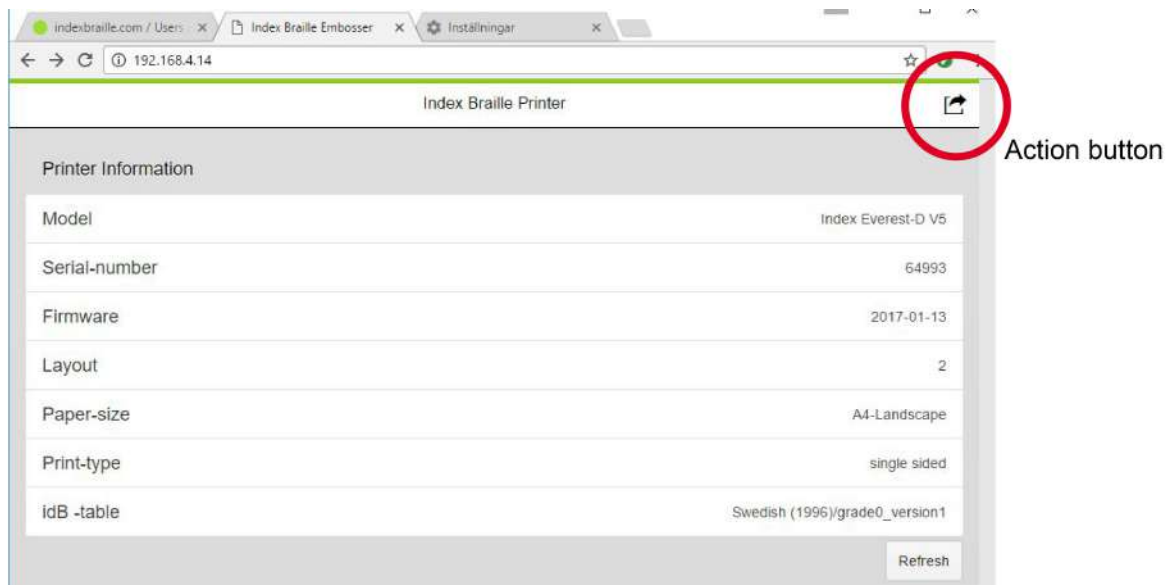 indexbraille.com / Users
Index Braille Embosser
Inställningar
192.168.4.14
Index Braille Printer
Action button
Printer Information
Model Index Everest-D V5
Serial-number 64993
Firmware 2017-01-13
Layout 2
Paper-size A4-Landscape
Print-type single sided
idB -table Swedish (1996)/grade0_version1
Refresh